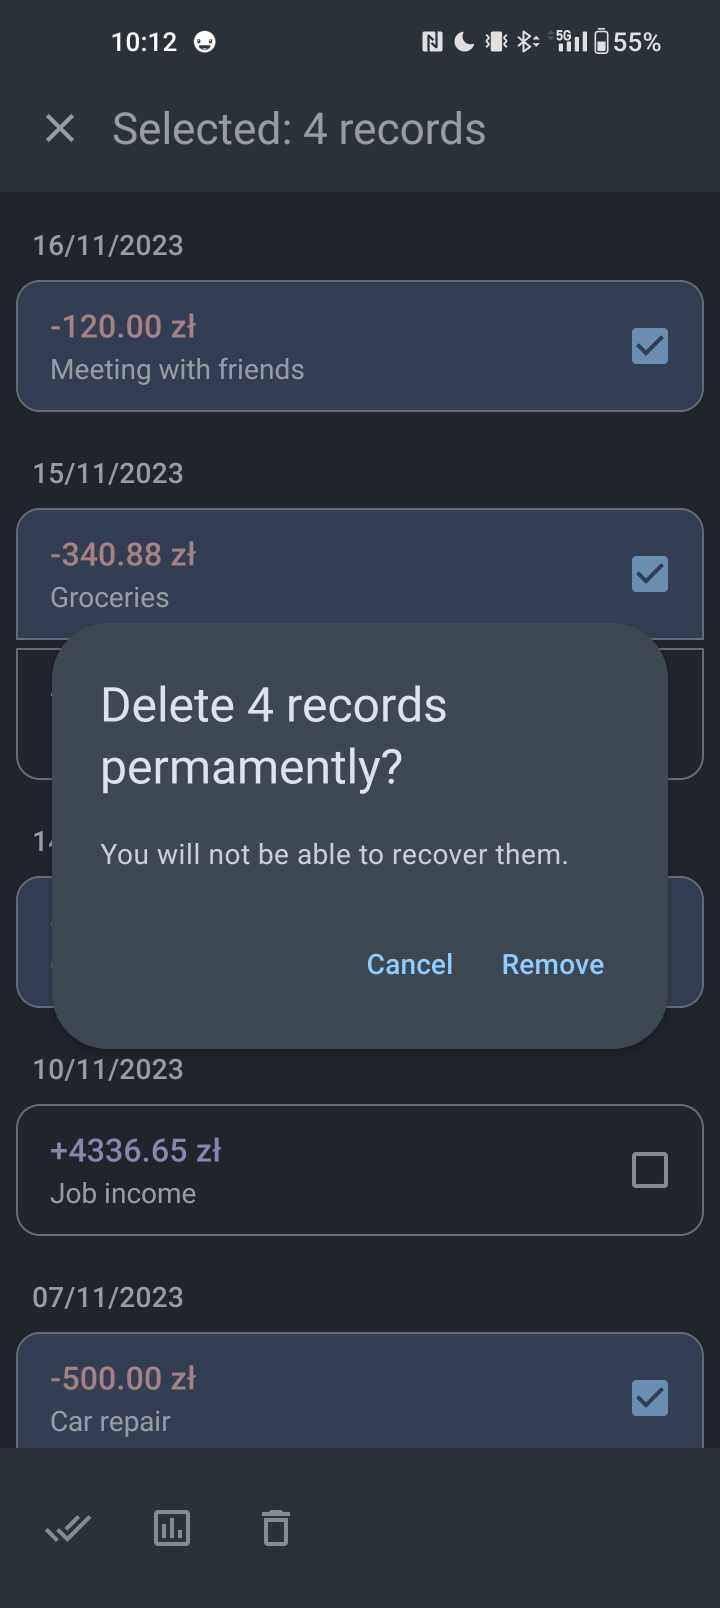 10:12
5G
55%
Selected: 4 records
16/11/2023
-120.00 zł
Meeting with friends
15/11/2023
-340.88 zł
Groceries
Delete 4 records
permamently?
You will not be able to recover them.
Cancel Remove
10/11/2023
+4336.65 zł
Job income
07/11/2023
-500.00 zł
Car repair